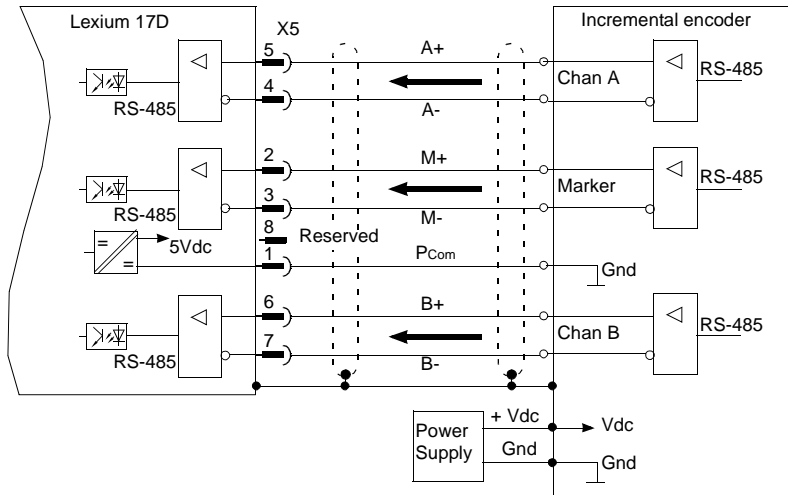 Lexium 17D
X5
Incremental encoder
5
A+
Chan A
RS-485
RS-485
4
A-
2
M+
Marker
RS-485
RS-485
3
M-
8
Reserved
5Vdc
=
=
1
PCom
Gnd
6
B+
Chan B
RS-485
RS-485
7
B-
Power
Supply
+ Vdc
Vdc
Gnd
Gnd